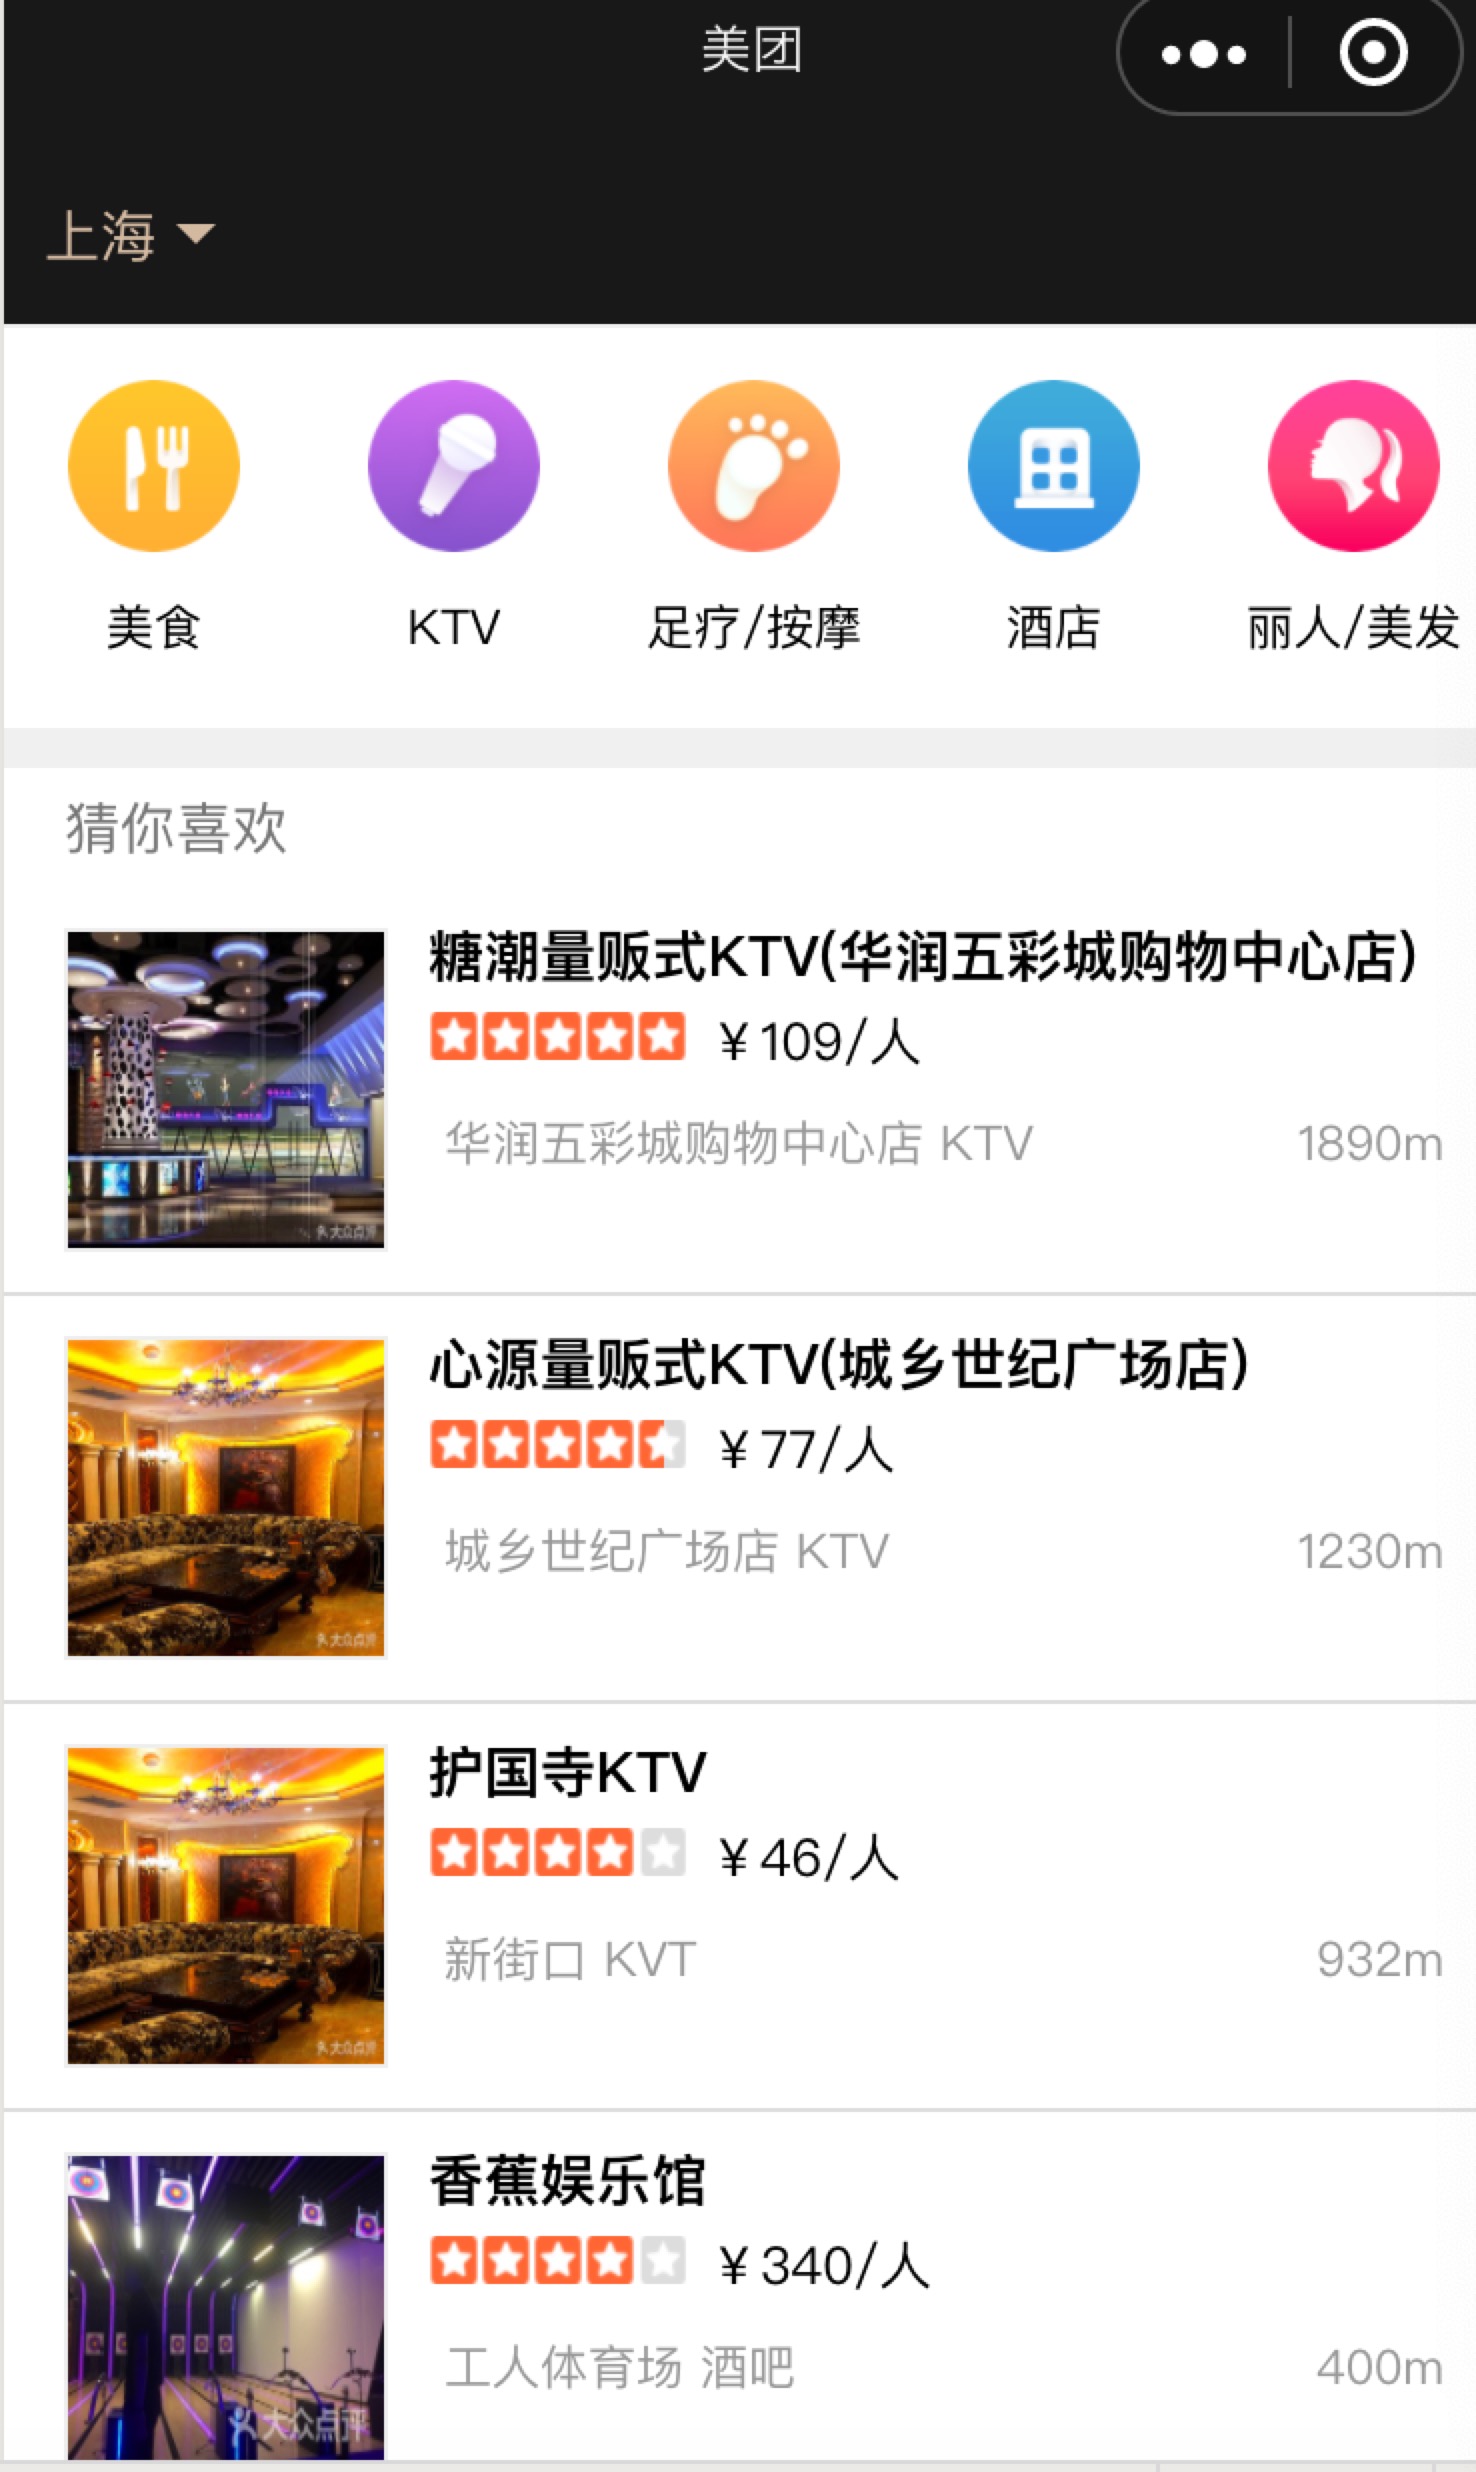 美团
上海
美食 KTV 足疗/按摩 酒店 丽人/美发
猜你喜欢
糖潮量贩式KTV(华润五彩城购物中心店)
¥109/人
华润五彩城购物中心店 KTV 1890m
大众点评
心源量贩式KTV(城乡世纪广场店)
¥77/人
城乡世纪广场店 KTV 1230m
大众点评
护国寺KTV
¥46/人
新街口 KVT 932m
大众点评
香蕉娱乐馆
¥340/人
工人体育场 酒吧 400m
大众点评